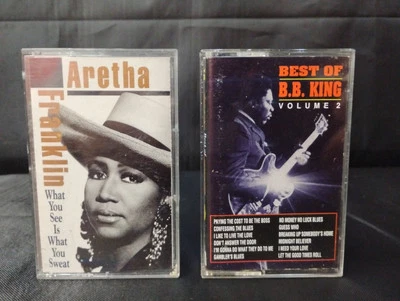 Aretha
Franklin
What
You
See
Is
What
You
Sweat
BEST OF
B.B. KING
VOLUME 2
PAYING THE COST TO BE THE BOSS
CONFESSING THE BLUES
I LIKE TO LIVE THE LOVE
DON'T ANSWER THE DOOR
I'M GONNA DO WHAT THEY DO TO ME
GAMBLER'S BLUES
NO MONEY NO LUCK BLUES
GUESS WHO
BREAKING UP SOMEBODY'S HOME
MIDNIGHT BELIEVER
I NEED YOUR LOVE
LET THE GOOD TIMES ROLL